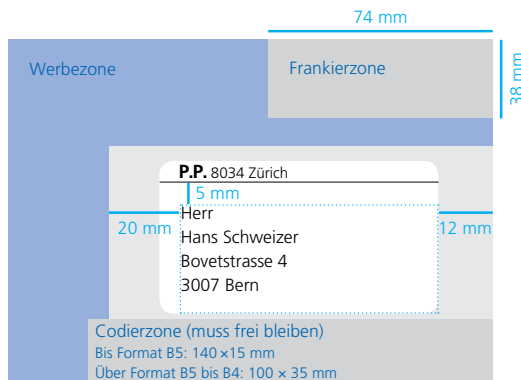 74 mm
Werbezone
Frankierzone
38 mm
P.P. 8034 Zürich
5 mm
Herr
20 mm
12 mm
Hans Schweizer
Bovetstrasse 4
3007 Bern
Codierzone (muss frei bleiben)
Bis Format B5: 140 ×15 mm
Über Format B5 bis B4: 100 × 35 mm